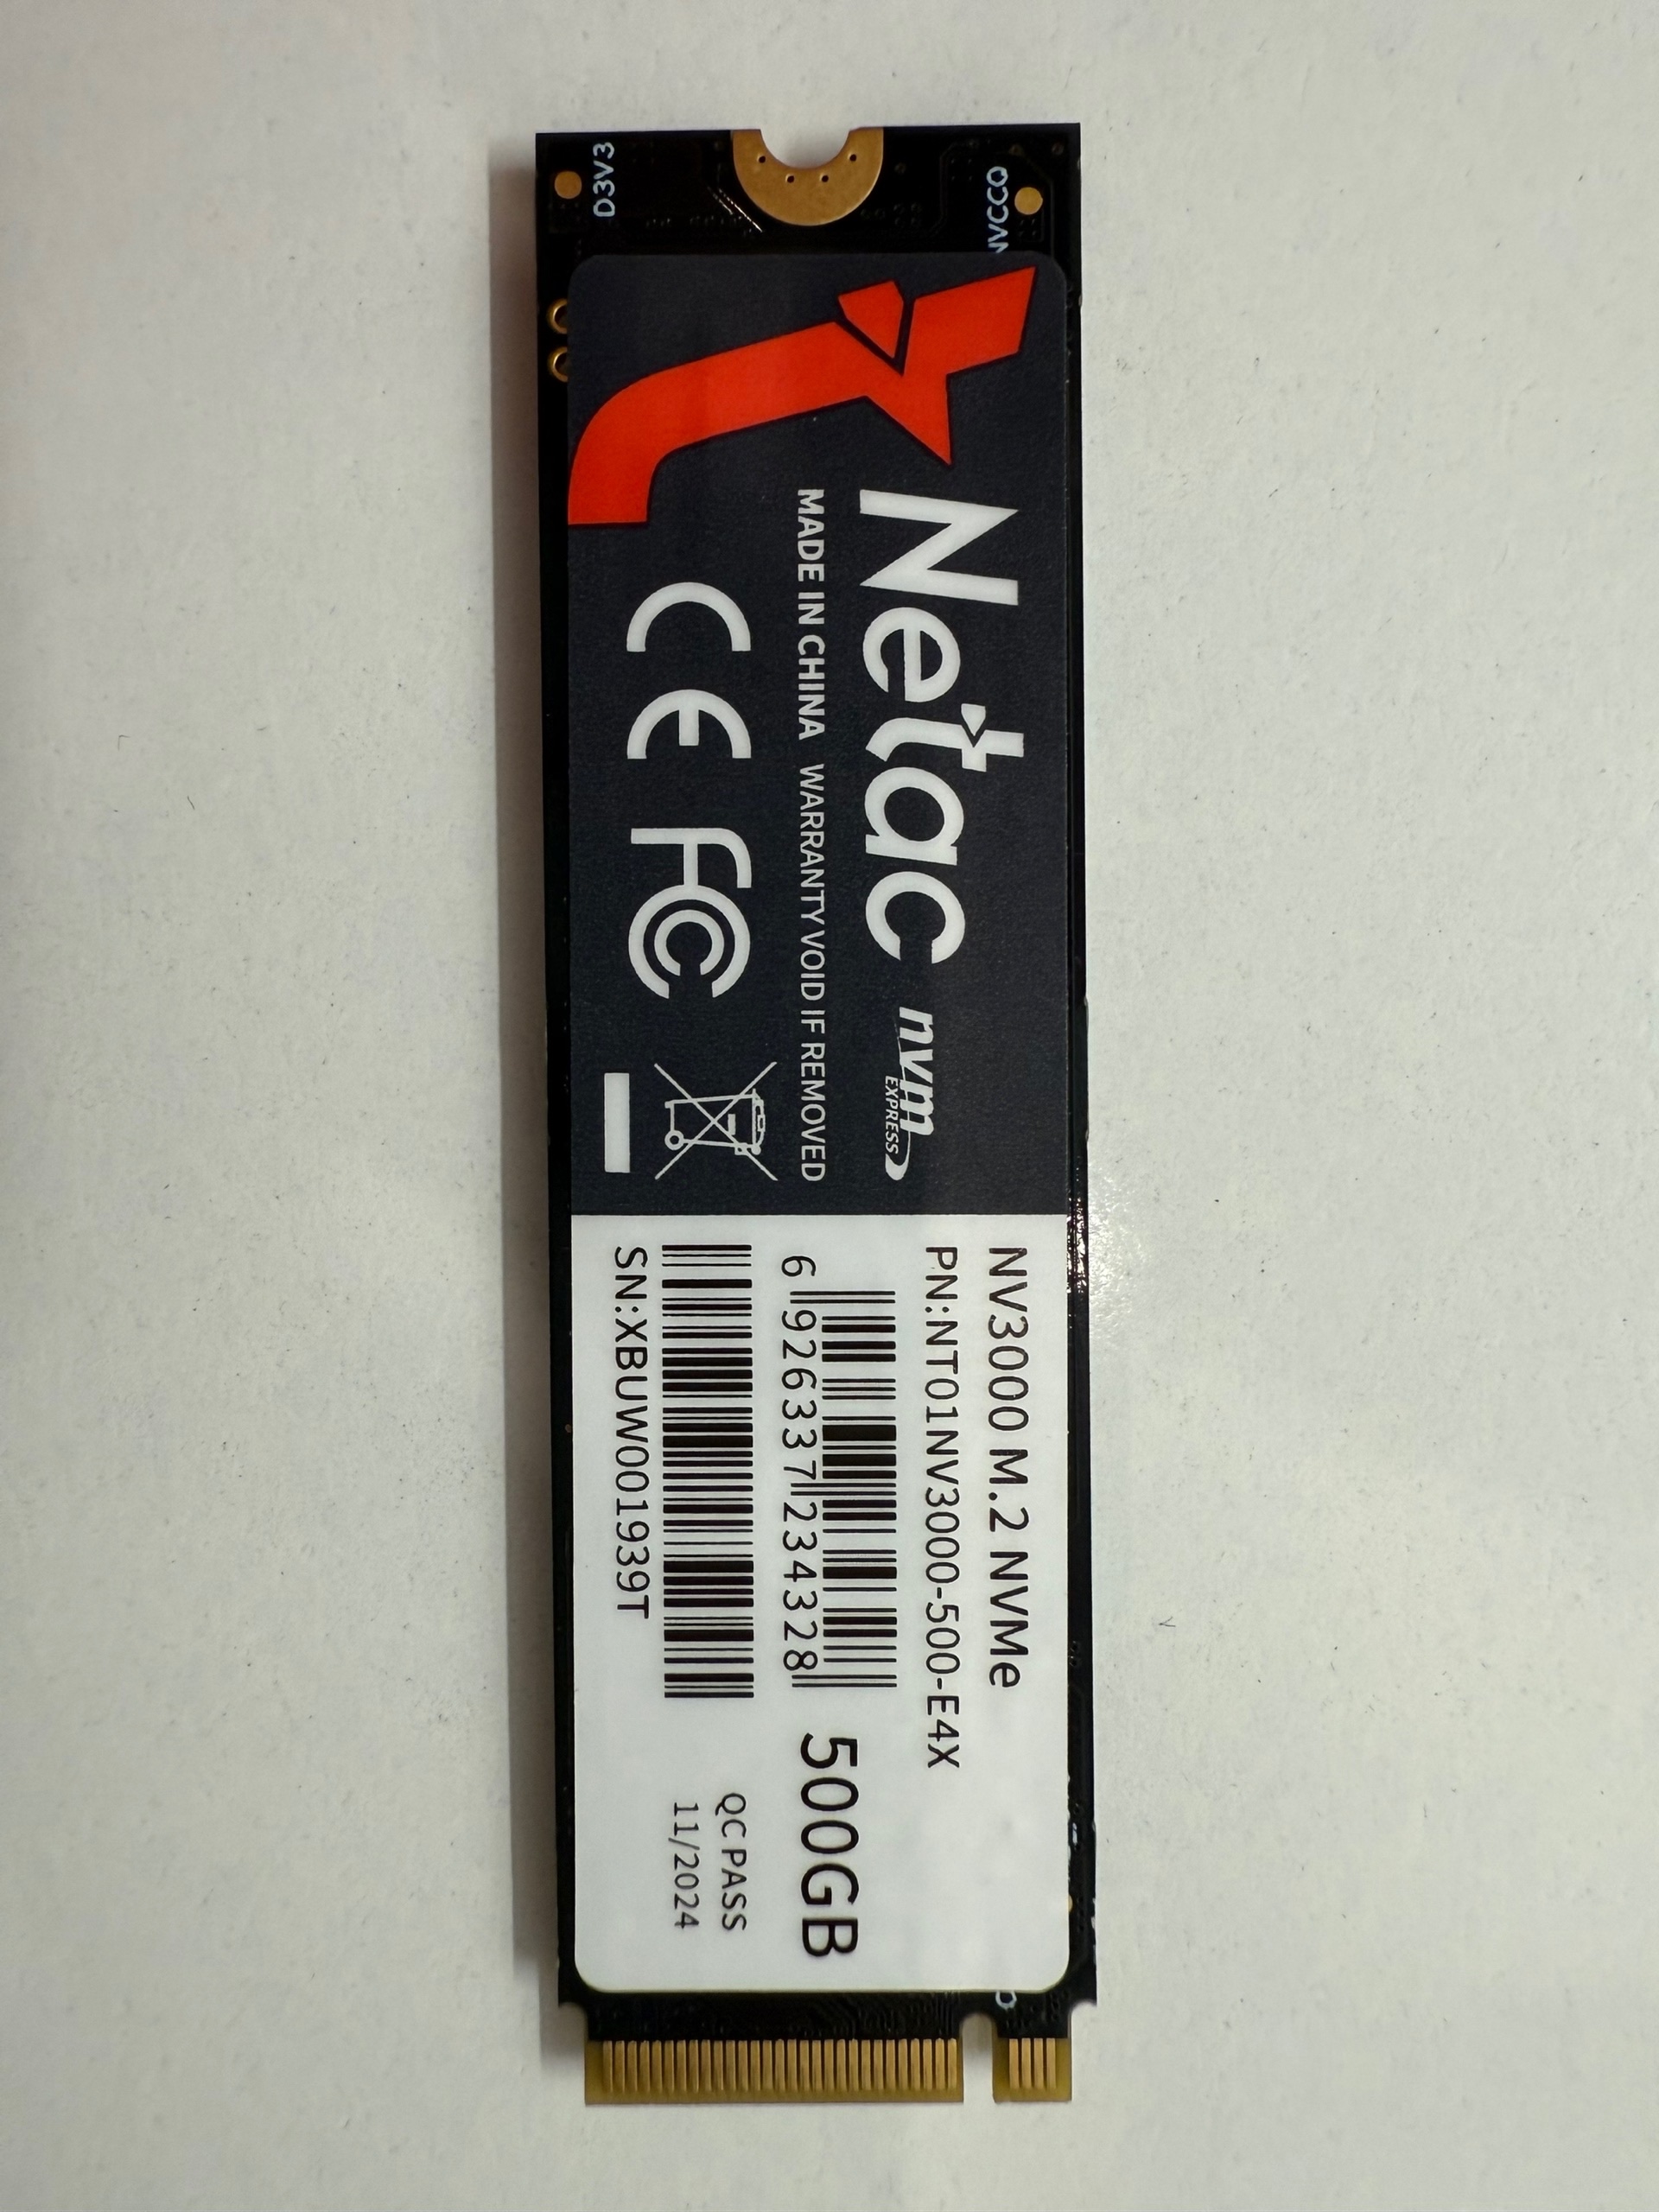 D3V3
VCCO
Netac
nvm
EXPRESS
MADE IN CHINA WARRANTY VOID IF REMOVED
CE FC
NV3000 M.2 NVMe
PN:NT01NV3000-500-E4X
6 926337 234328
500GB
QC PASS
11/2024
SN:XBUW001939T